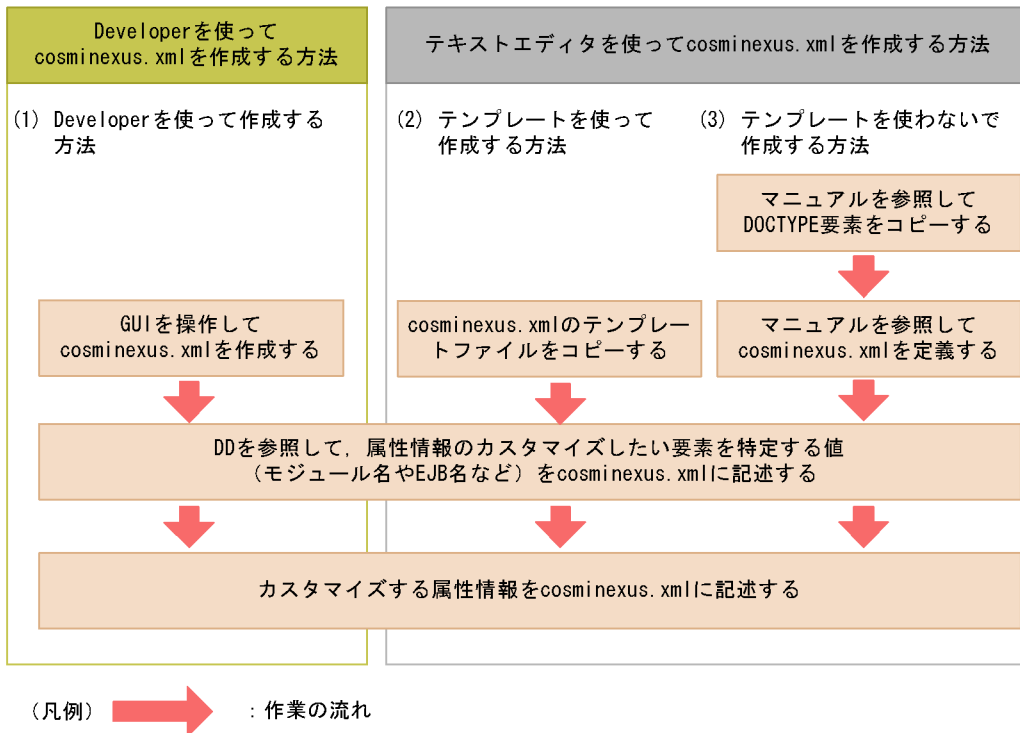 Developerを使って
cosminexus.xmlを作成する方法
テキストエディタを使ってcosminexus.xmlを作成する方法
(1) Developerを使って作成する
方法
(2) テンプレートを使って
作成する方法
(3) テンプレートを使わないで
作成する方法
マニュアルを参照して
DOCTYPE要素をコピーする
GUIを操作して
cosminexus.xmlを作成する
cosminexus.xmlのテンプレー
トファイルをコピーする
マニュアルを参照して
cosminexus.xmlを定義する
DDを参照して，属性情報のカスタマイズしたい要素を特定する値
（モジュール名やEJB名など）をcosminexus.xmlに記述する
カスタマイズする属性情報をcosminexus.xmlに記述する
（凡例）
：作業の流れ